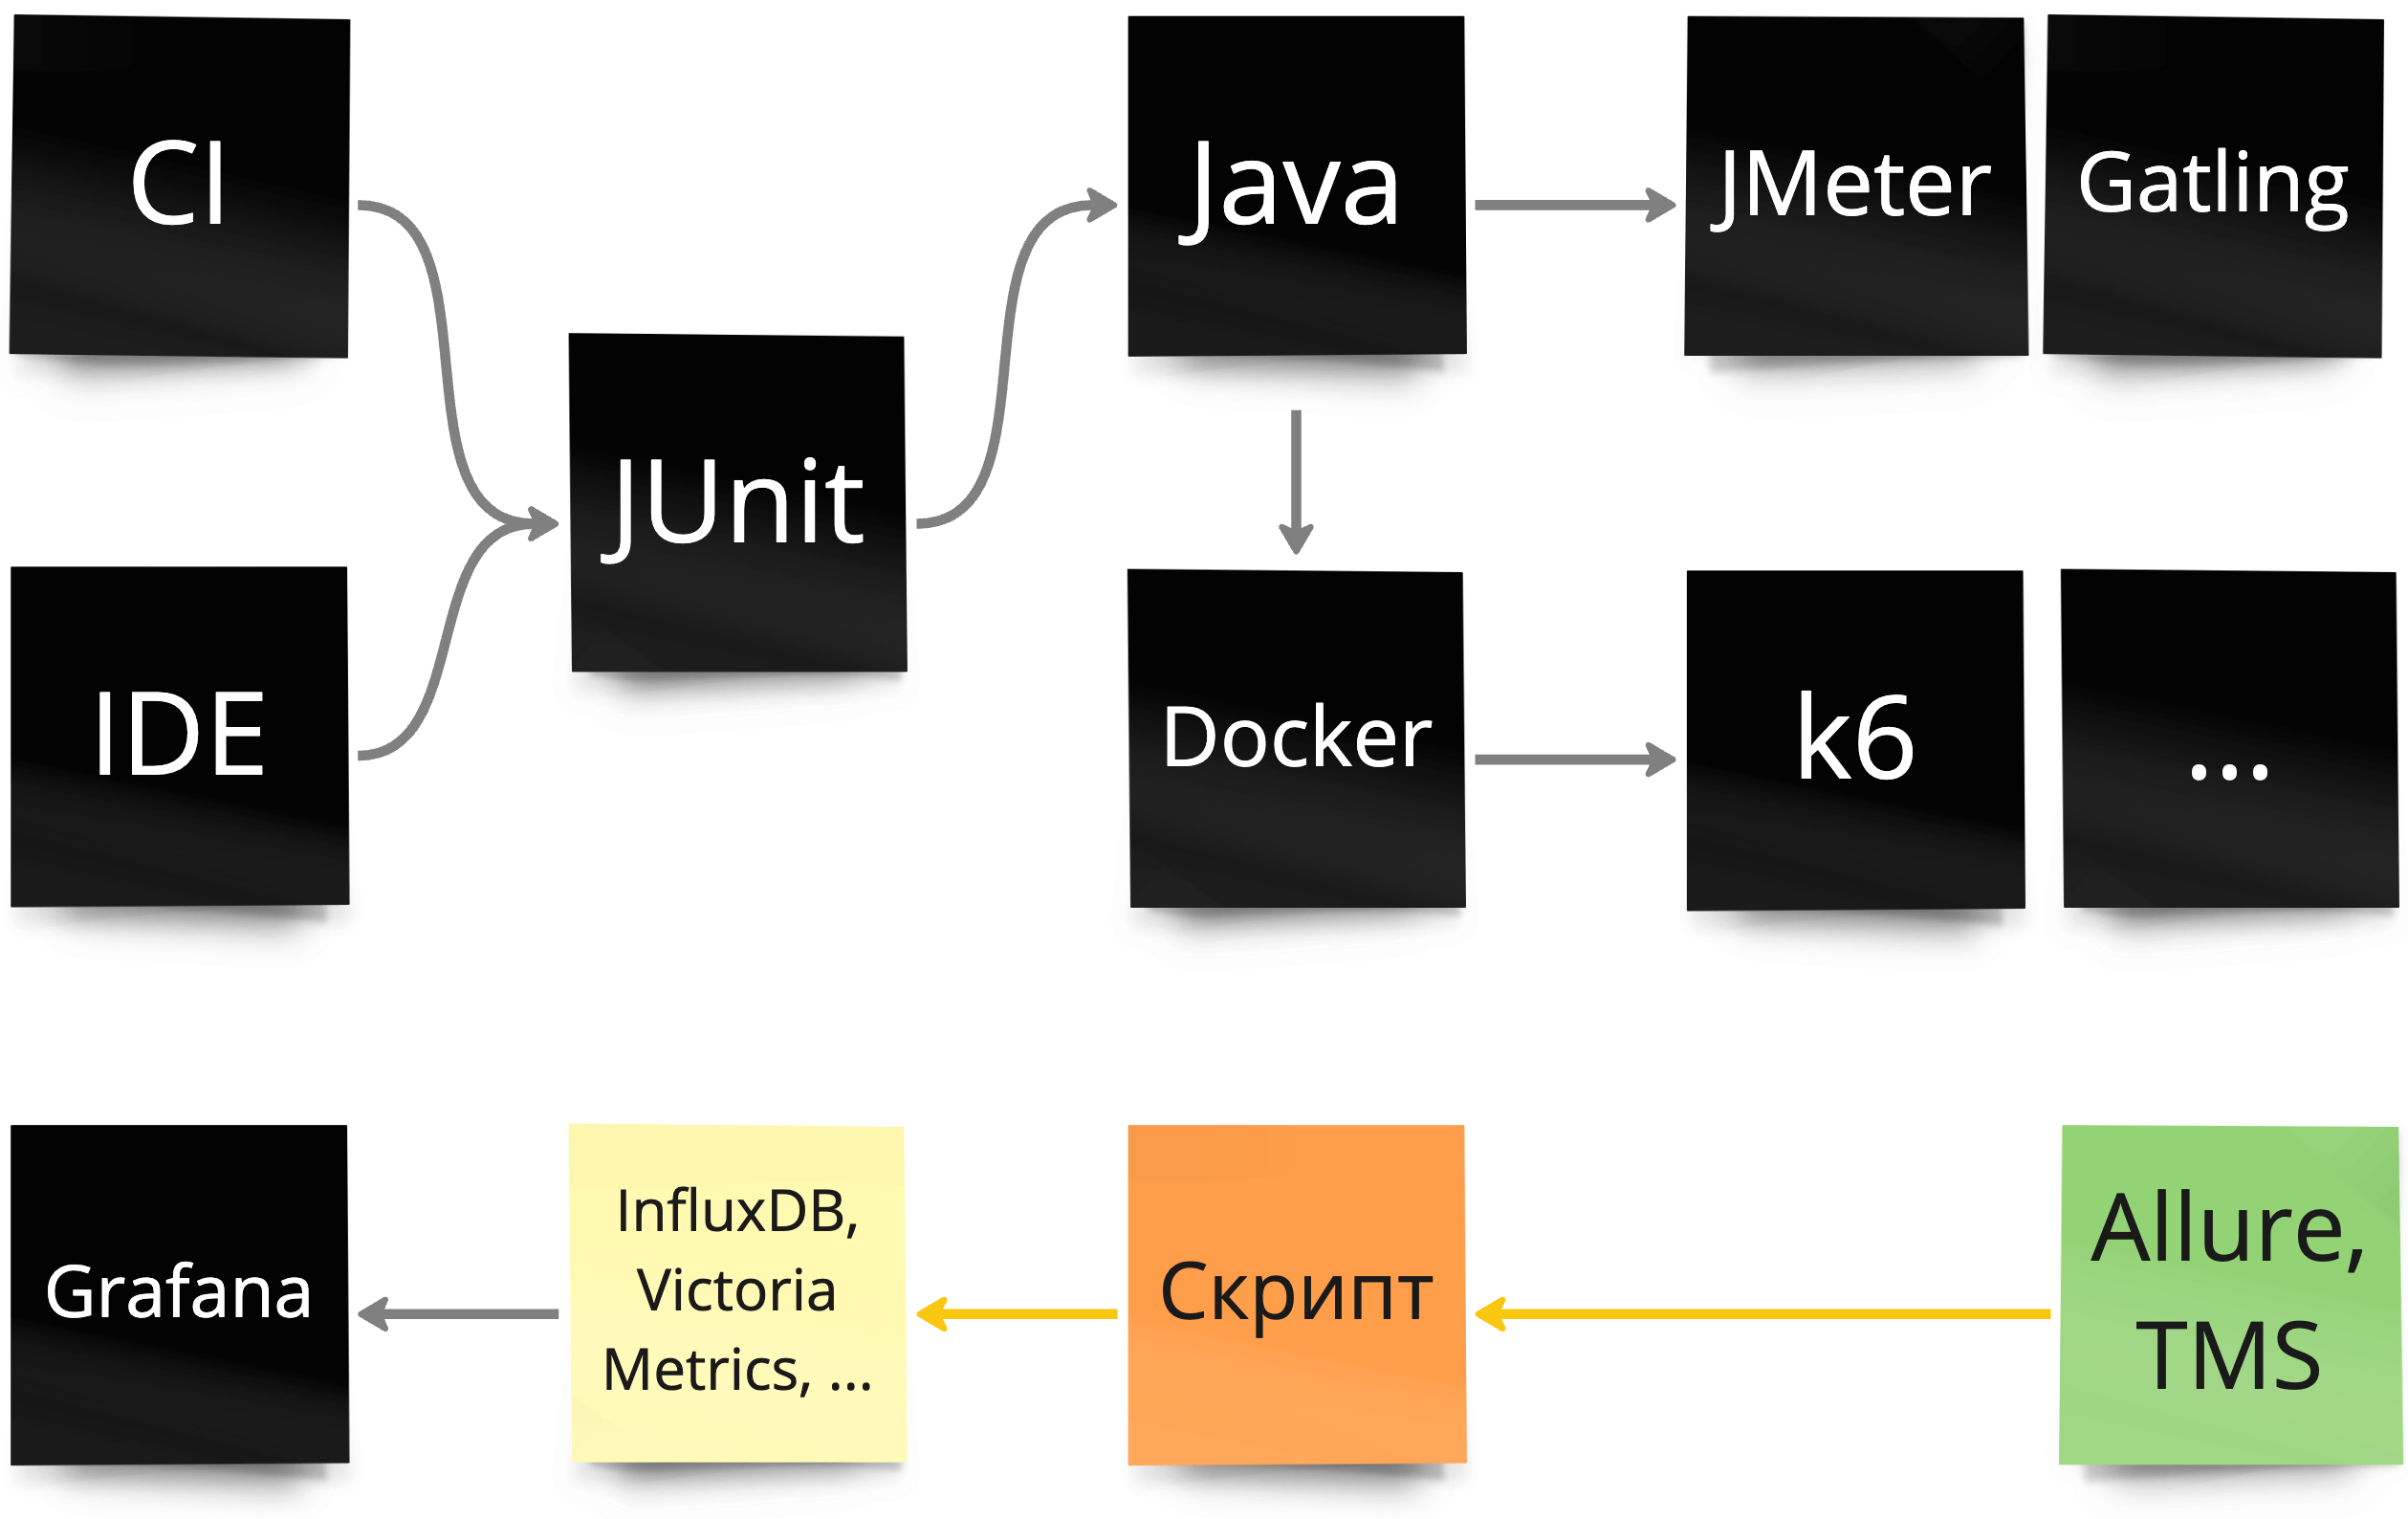 CI
Java
JMeter
Gatling
JUnit
IDE
Docker
k6
...
Grafana
InfluxDB,
Victoria
Metrics, ...
Скрипт
Allure,
TMS